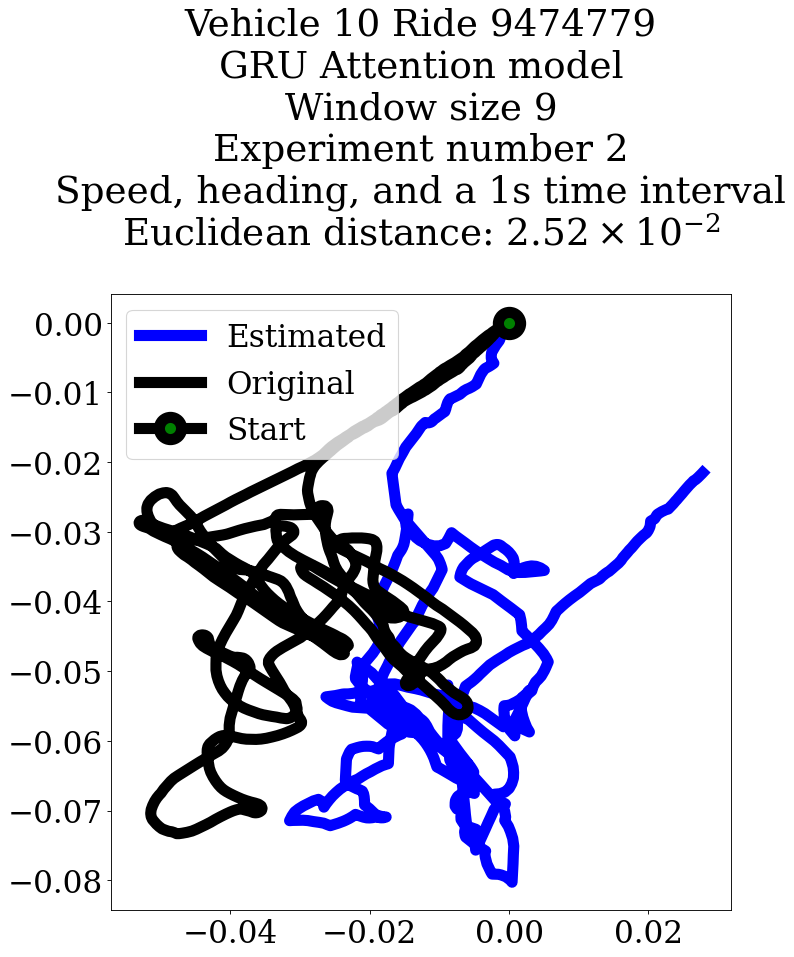 Vehicle 10 Ride 9474779
GRU Attention model
Window size 9
Experiment number 2
Speed, heading, and a 1s time interval
Euclidean distance: 2.52 × 10⁻²
Estimated
Original
Start
0.00
−0.01
−0.02
−0.03
−0.04
−0.05
−0.06
−0.07
−0.08
−0.04 −0.02 0.00 0.02